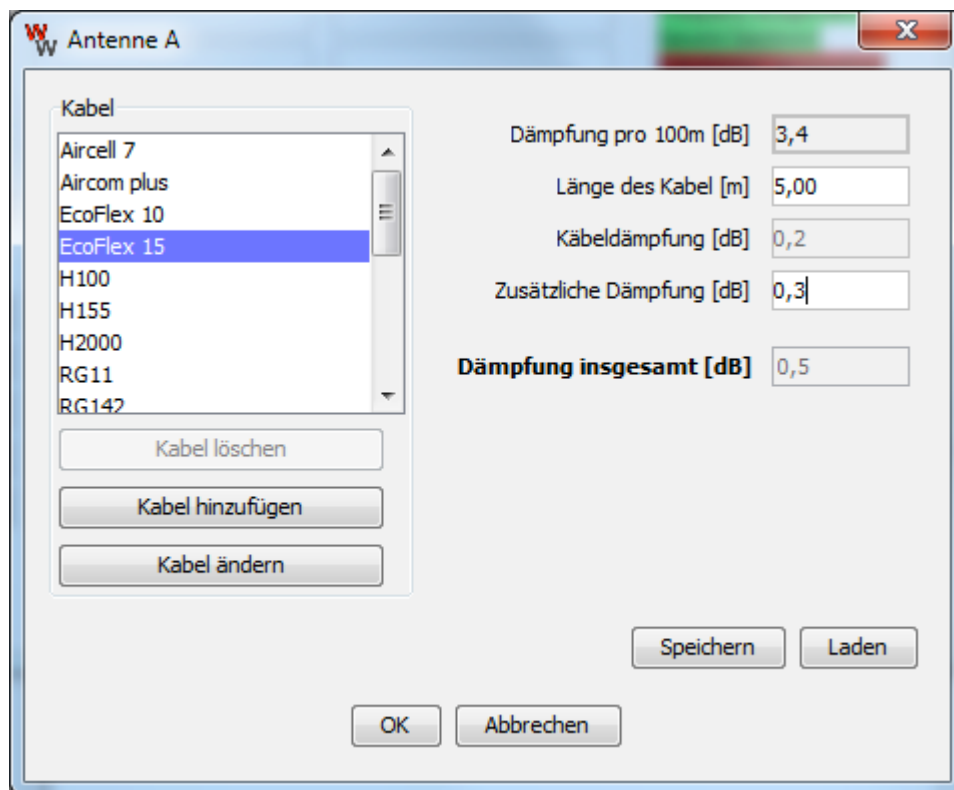 WW Antenne A
Kabel
Aircell 7
Aircom plus
EcoFlex 10
EcoFlex 15
H100
H155
H2000
RG11
RG142
Kabel löschen
Kabel hinzufügen
Kabel ändern
Dämpfung pro 100m [dB] 3,4
Länge des Kabel [m] 5,00
Käbeldämpfung [dB] 0,2
Zusätzliche Dämpfung [dB] 0,3
Dämpfung insgesamt [dB] 0,5
Speichern Laden
OK Abbrechen